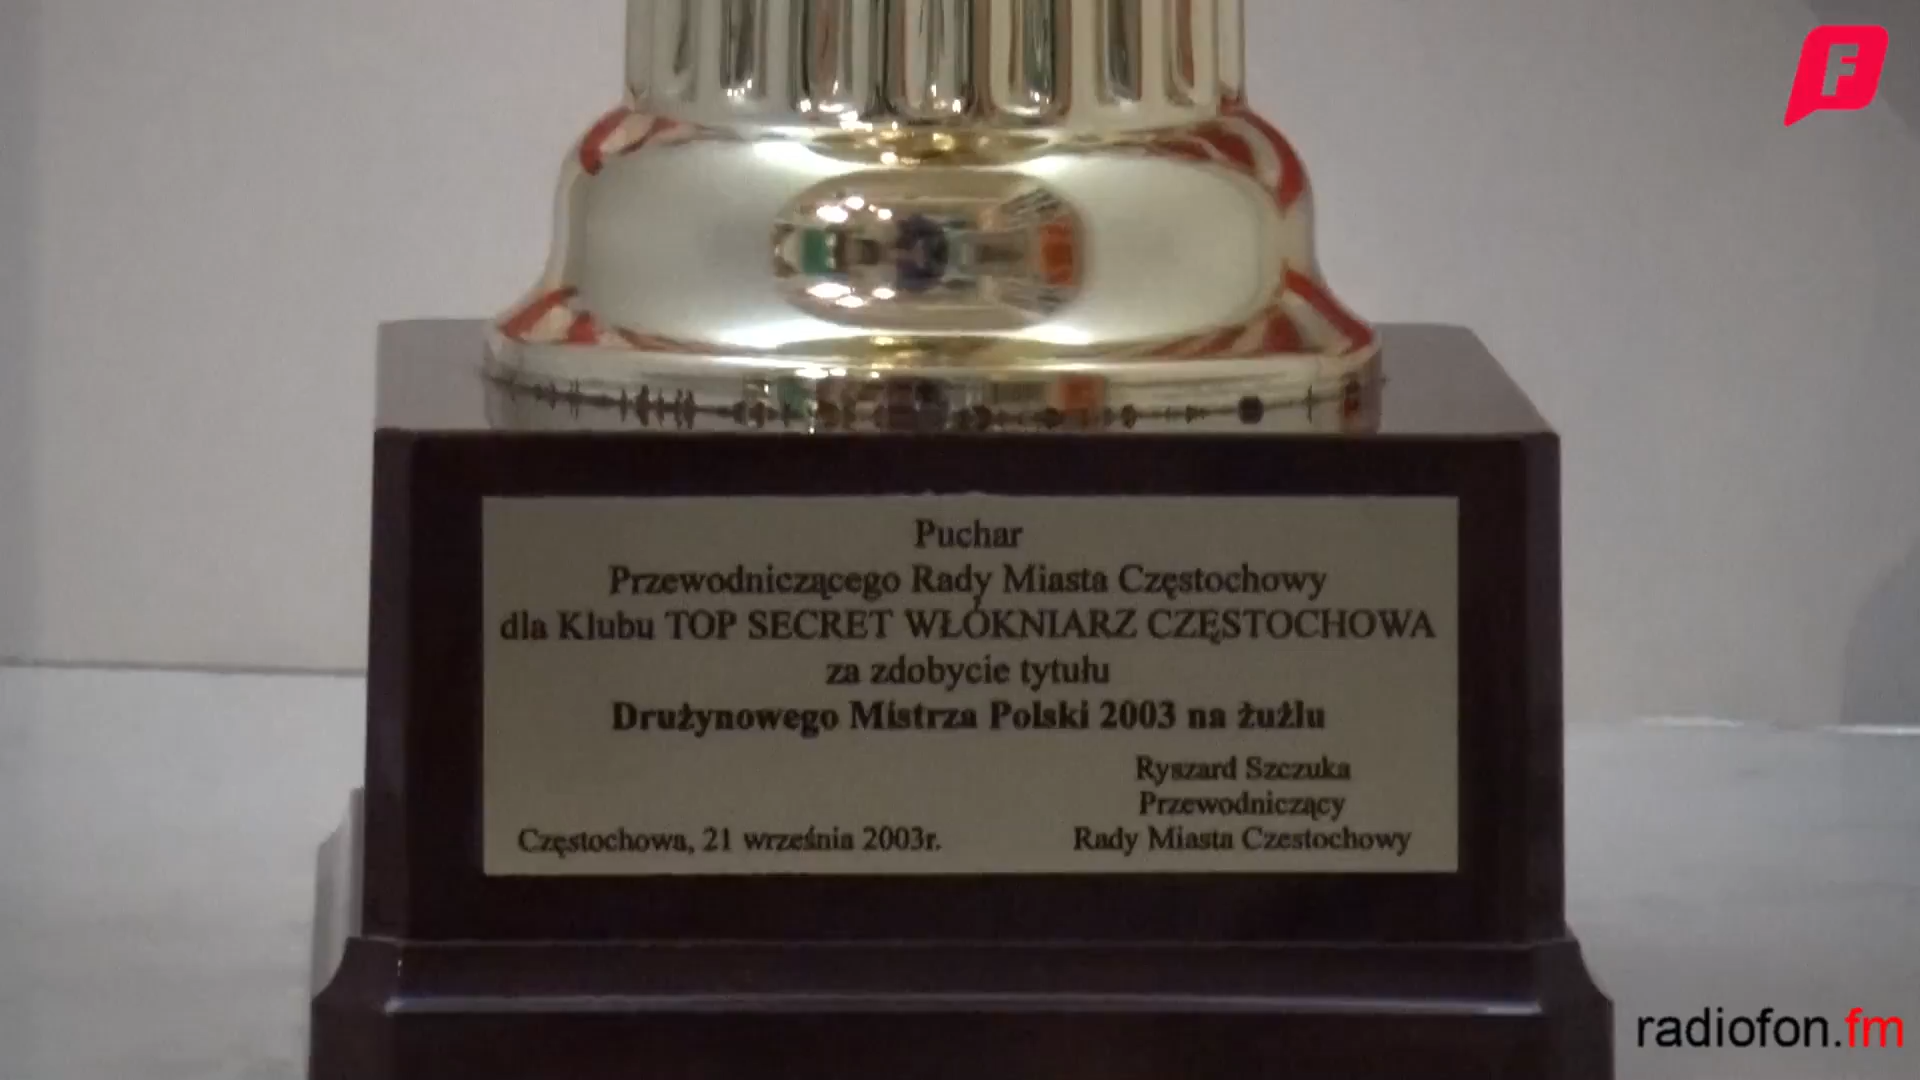 F
Puchar
Przewodniczącego Rady Miasta Częstochowy
dla Klubu TOP SECRET WŁÓKNIARZ CZĘSTOCHOWA
za zdobycie tytułu
Drużynowego Mistrza Polski 2003 na żużlu
Ryszard Szczuka
Przewodniczący
Częstochowa, 21 września 2003r.
Rady Miasta Czestochowy
radiofon.fm